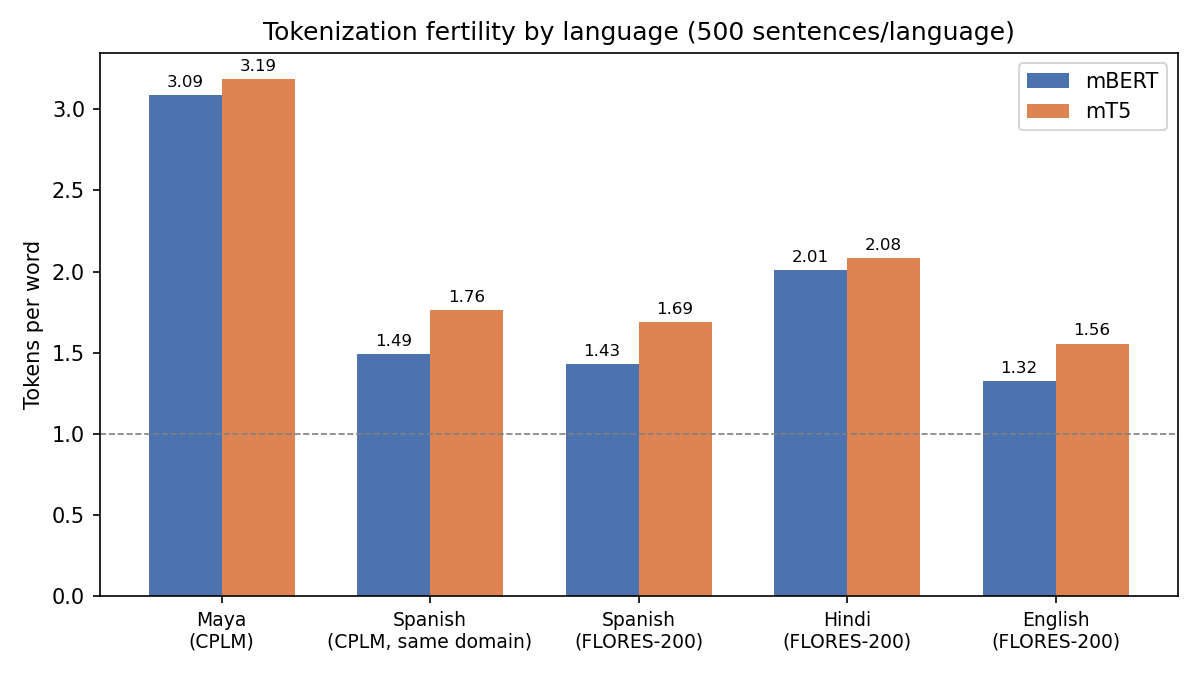 Tokenization fertility by language (500 sentences/language)
mBERT
mT5
Tokens per word
3.0
2.5
2.0
1.5
1.0
0.5
0.0
3.09
3.19
1.49
1.76
1.43
1.69
2.01
2.08
1.32
1.56
Maya
(CPLM)
Spanish
(CPLM, same domain)
Spanish
(FLORES-200)
Hindi
(FLORES-200)
English
(FLORES-200)